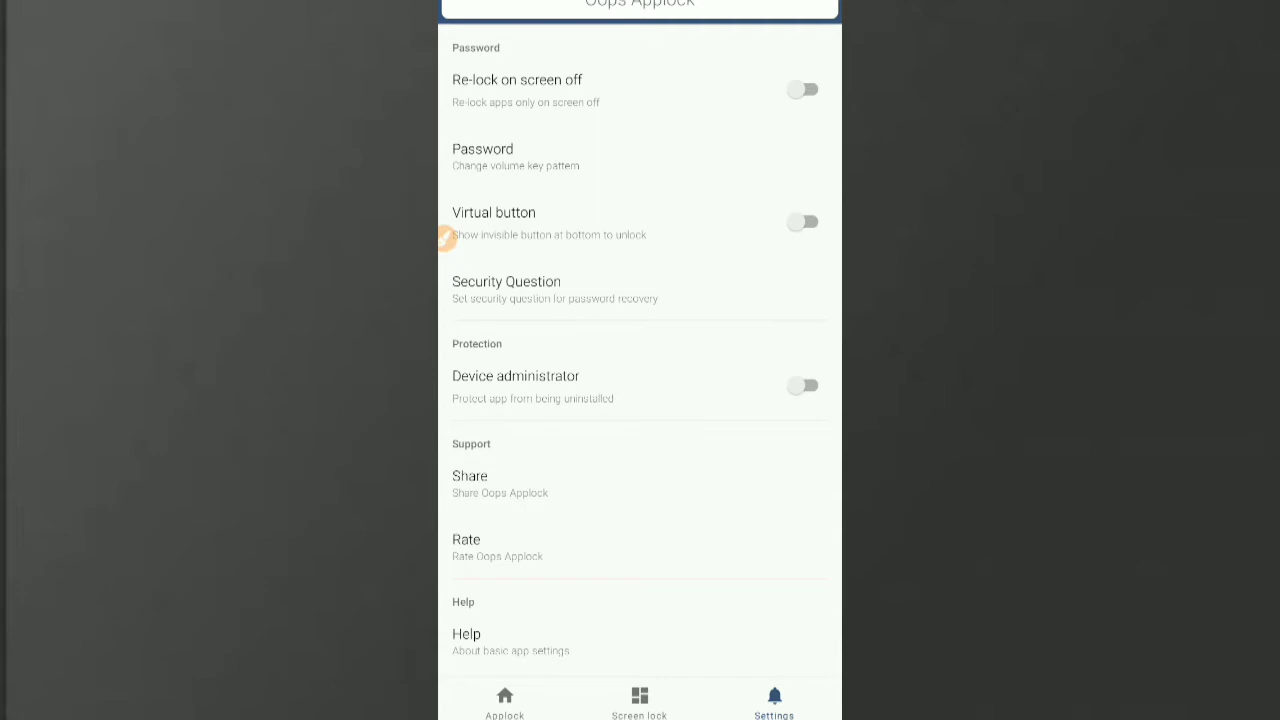 Oops Applock
Password
Re-lock on screen off
Re-lock apps only on screen off
Password
Change volume key pattern
Virtual button
Show invisible button at bottom to unlock
Security Question
Set security question for password recovery
Protection
Device administrator
Protect app from being uninstalled
Support
Share
Share Oops Applock
Rate
Rate Oops Applock
Help
Help
About basic app settings
Applock
Screen lock
Settings